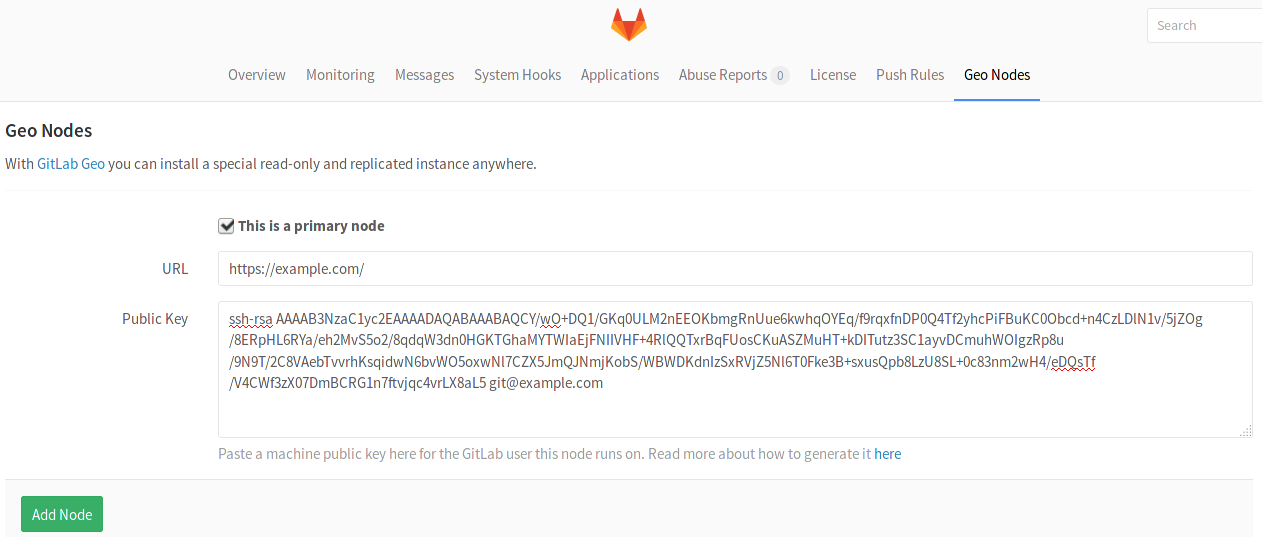 Search
Overview Monitoring Messages System Hooks Applications Abuse Reports 0 License Push Rules Geo Nodes
Geo Nodes
With GitLab Geo you can install a special read-only and replicated instance anywhere.
This is a primary node
URL https://example.com/
Public Key ssh-rsa AAAAB3NzaC1yc2EAAAADAQABAAABAQCY/wO+DQ1/GKq0ULM2nEEOKbmgRnUue6kwhqOYEq/f9rqxfnDP0Q4Tf2yhcPiFBuKC0Obcd+n4CzLDlN1v/5jZOg
/8ERpHL6RYa/eh2MvS5o2/8qdqW3dn0HGKTGhaMYTWIaEjFNIIVHF+4RIQQTxrBqFUosCKuASZMuHT+kDITutz3SC1ayvDCmuhWOIgzRp8u
/9N9T/2C8VAebTvvrhKsqidwN6bvWO5oxwNl7CZX5JmQJNmjKobS/WBWDKdnIzSxRVjZ5Nl6T0Fke3B+sxusQpb8LzU8SL+0c83nm2wH4/eDQsTf
/V4CWf3zX07DmBCRG1n7ftvjqc4vrLX8aL5 git@example.com
Paste a machine public key here for the GitLab user this node runs on. Read more about how to generate it here
Add Node